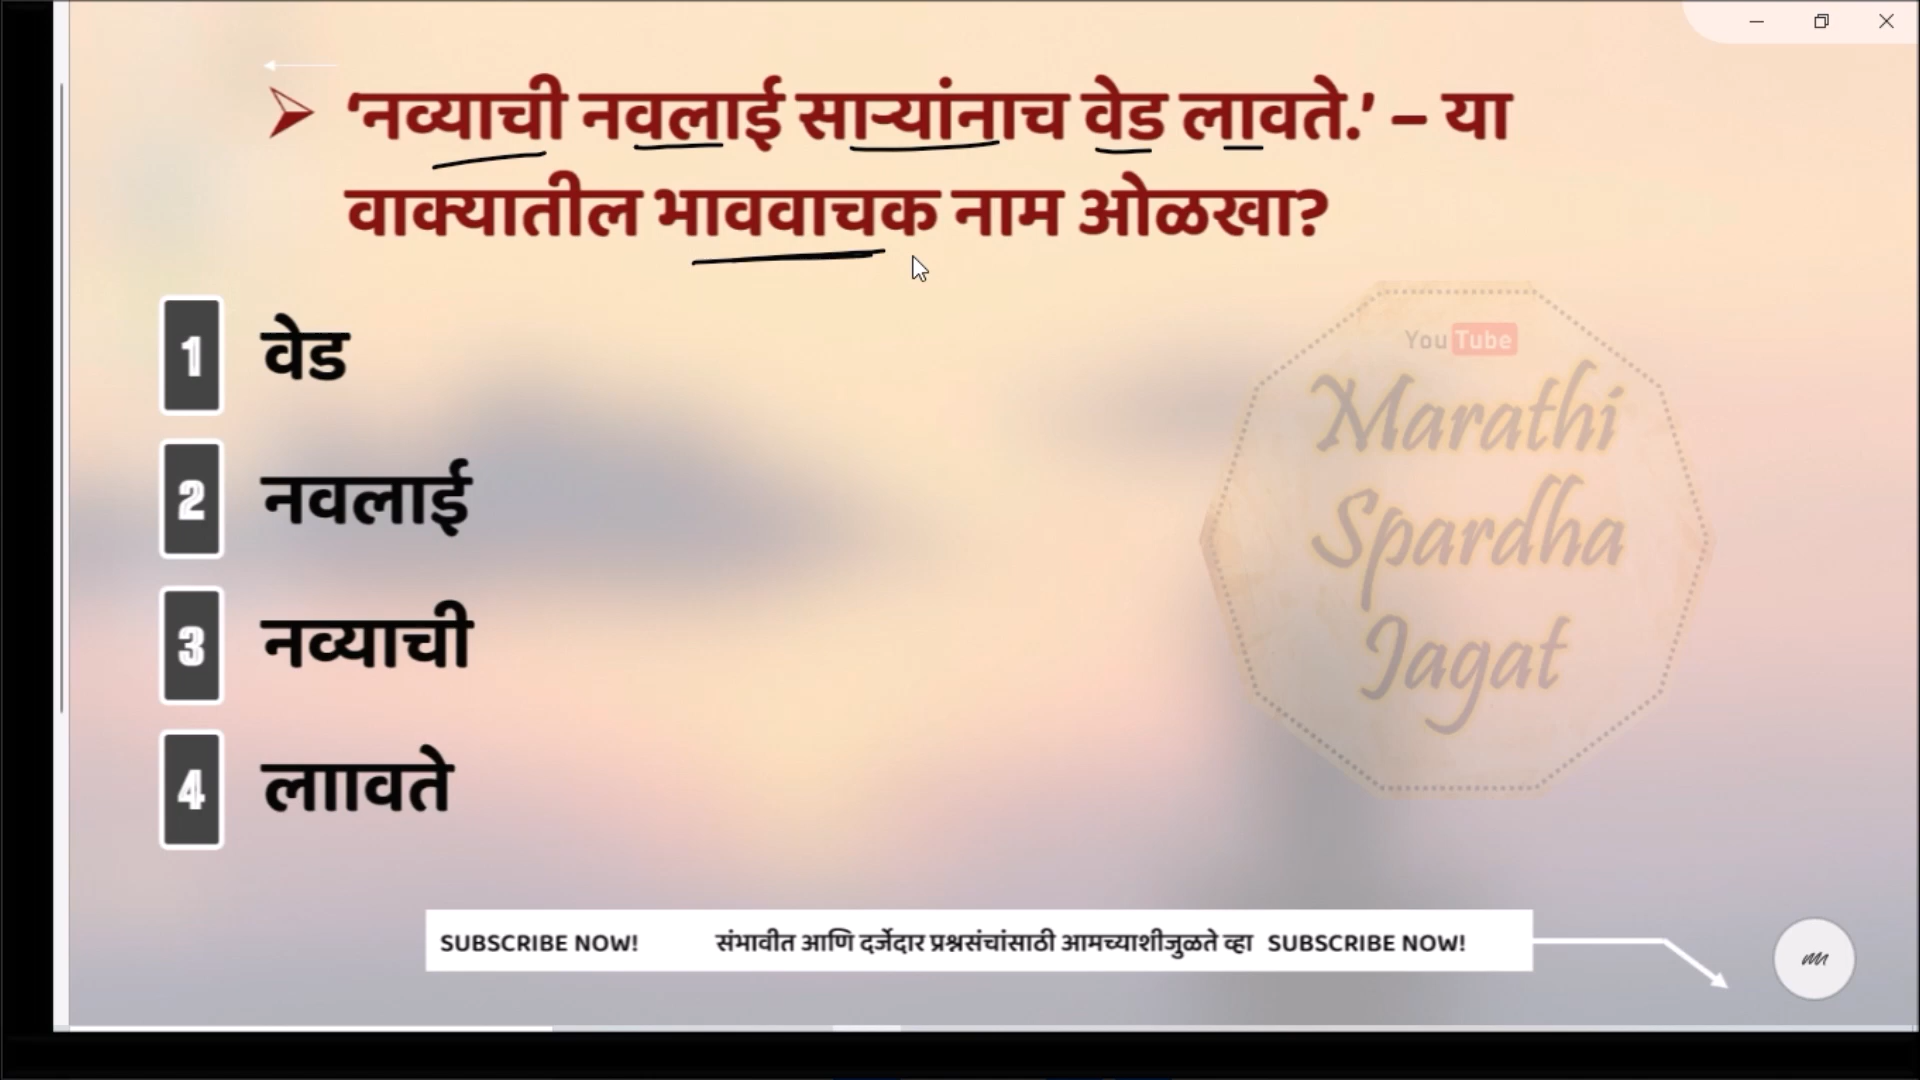 ‘नव्याची नवलाई साऱ्यांनाच वेड लावते.’ – या
वाक्यातील भाववाचक नाम ओळखा?
1 वेड
2 नवलाई
3 नव्याची
4 लाावते
YouTube
Marathi
Spardha
Jagat
SUBSCRIBE NOW! संभावीत आणि दर्जेदार प्रश्नसंचांसाठी आमच्याशीजुळते व्हा SUBSCRIBE NOW!